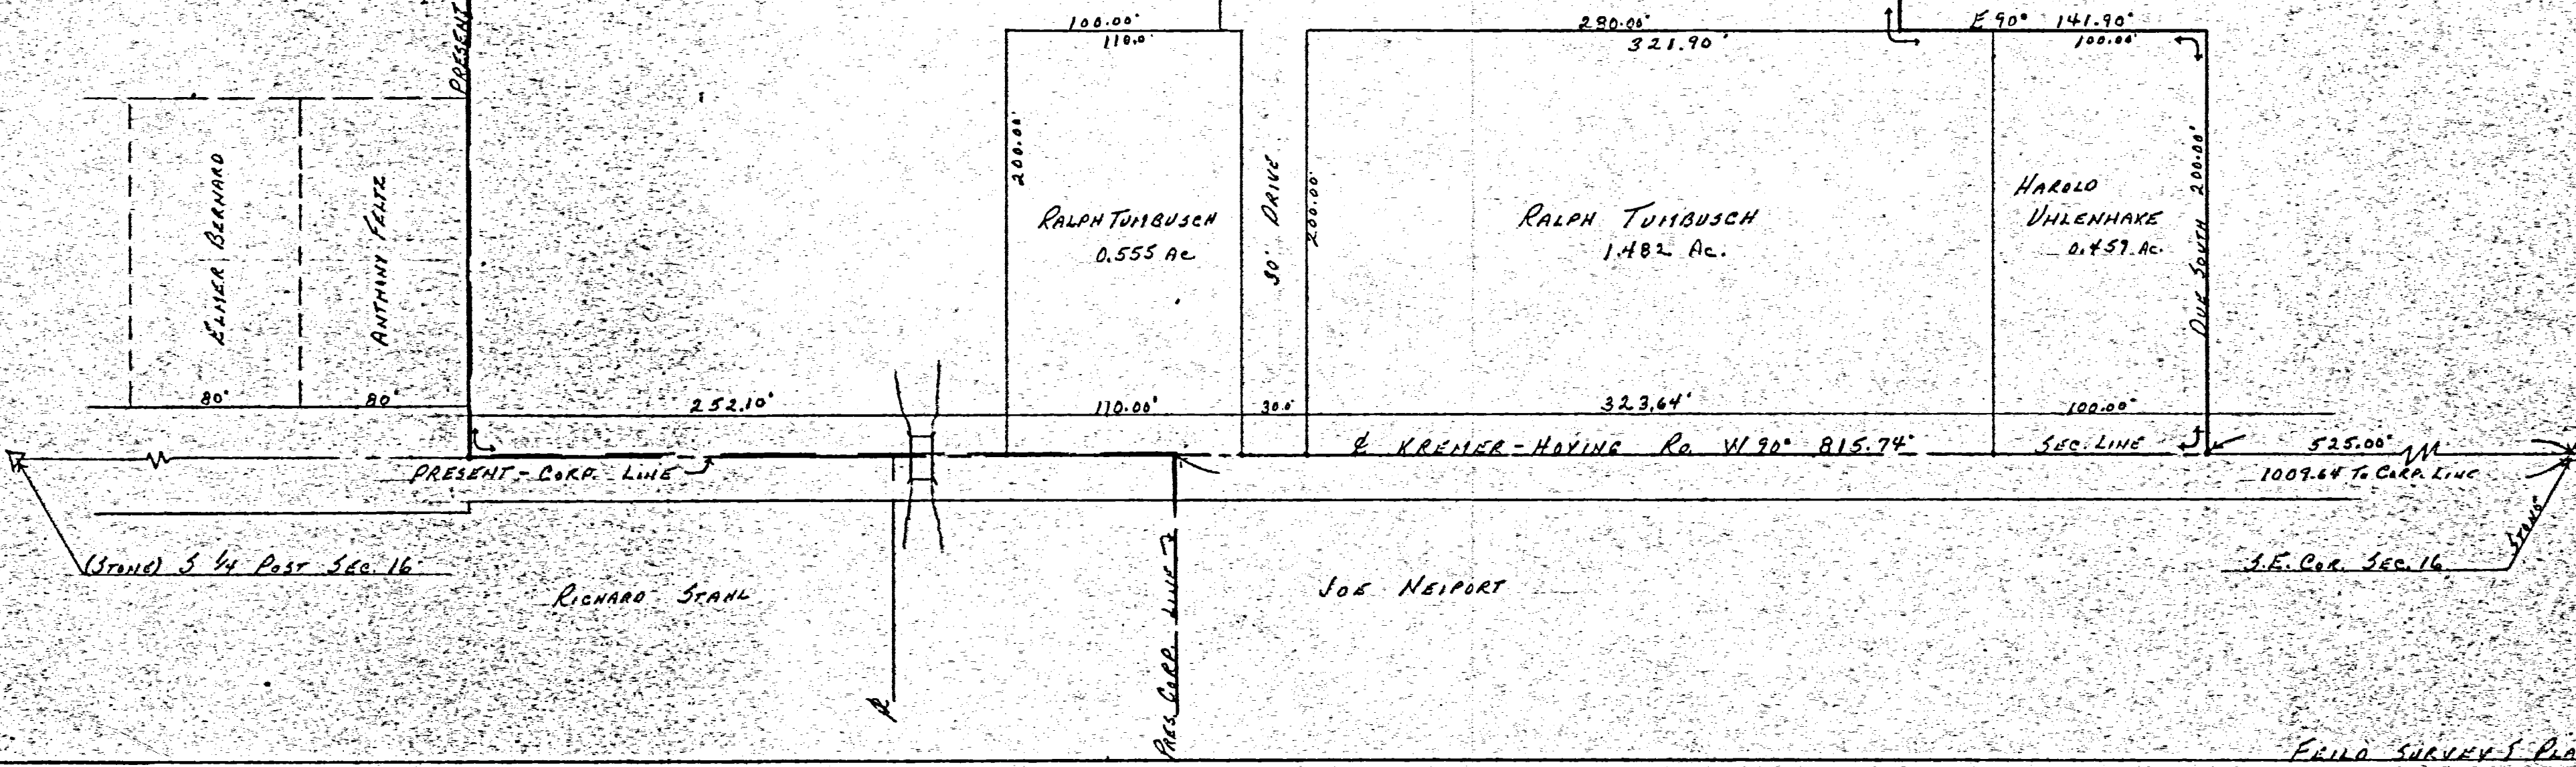 PRESENT
100.00'
110.0'
280.00'
321.90'
E 90° 141.90'
100.00'
ELMER BERNARD
ANTHONY FELTZ
200.00'
RALPH TUMBUSCH
0.555 Ac
30' DRIVE
200.00'
RALPH TUMBUSCH
1.482 Ac.
HAROLD
UHLENHAKE
0.459 Ac.
DUE SOUTH 200.00'
80'
80'
252.10'
110.00'
30.0'
323.64'
100.00'
PRESENT - CORP. LINE
℄ KREMER-HOYING RD. W 90° 815.74'
SEC. LINE
525.00'
1009.64 TO CORP. LINE
(STONE) S 1/4 POST SEC. 16
RICHARD STAHL
PRES. CORP. LINE
JOE NEIPORT
S.E. COR. SEC. 16
STONE
FEILD SURVEY & PLA